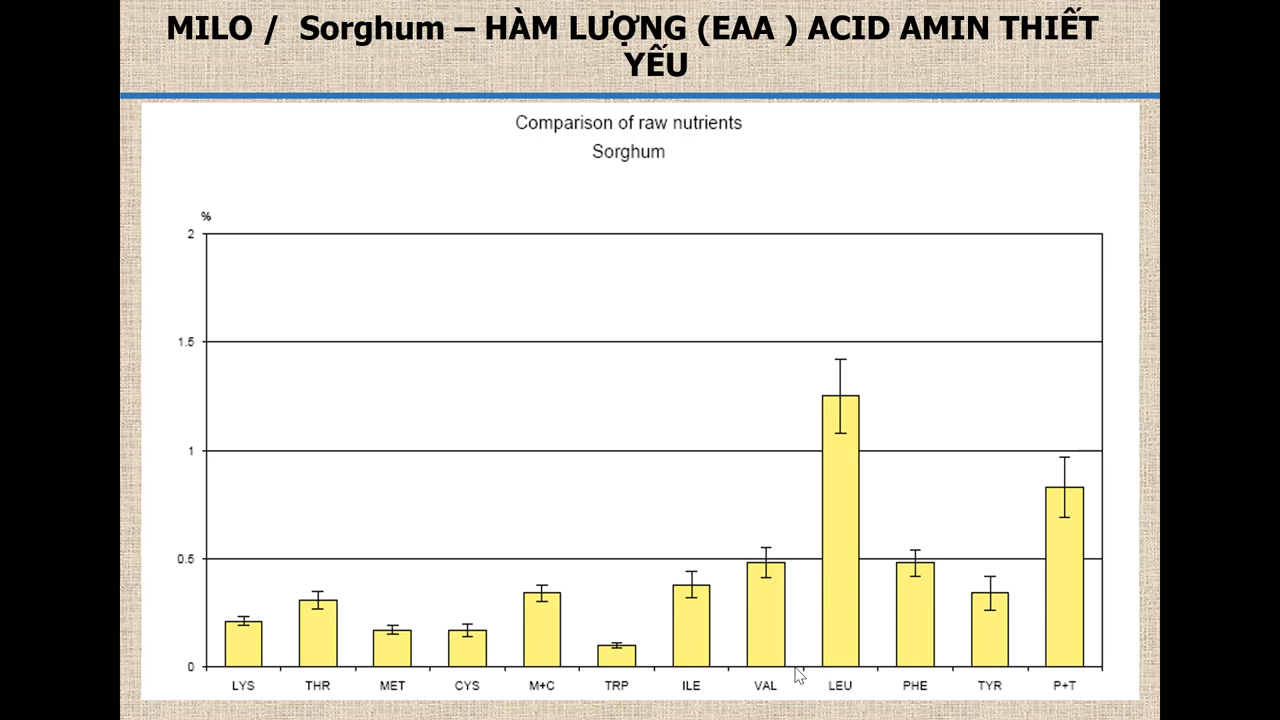 MILO / Sorghum – HÀM LƯỢNG (EAA ) ACID AMIN THIẾT
YẾU
Comparison of raw nutrients
Sorghum
%
2
1.5
1
0.5
0
LYS THR MET CYS M+C TRP ILE VAL LEU PHE TYR P+T